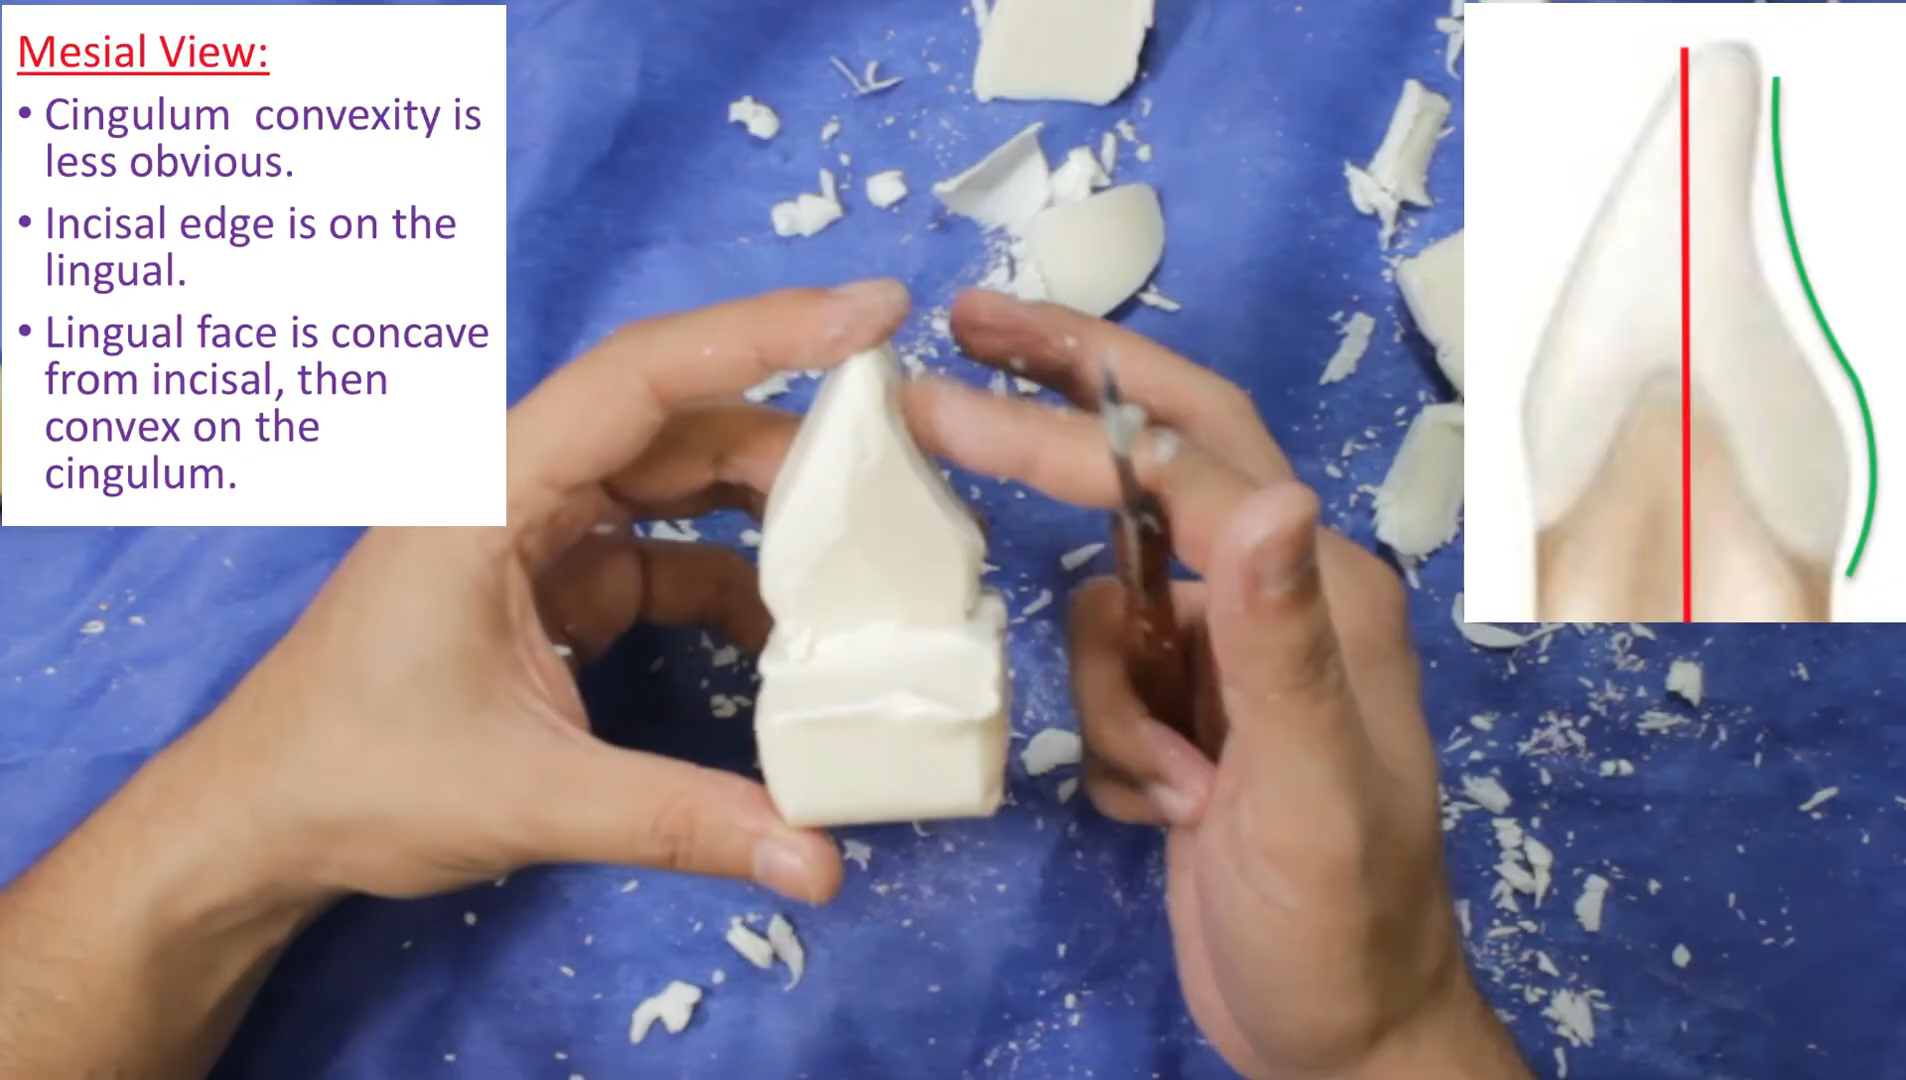 Mesial View:
• Cingulum convexity is
less obvious.
• Incisal edge is on the
lingual.
• Lingual face is concave
from incisal, then
convex on the
cingulum.